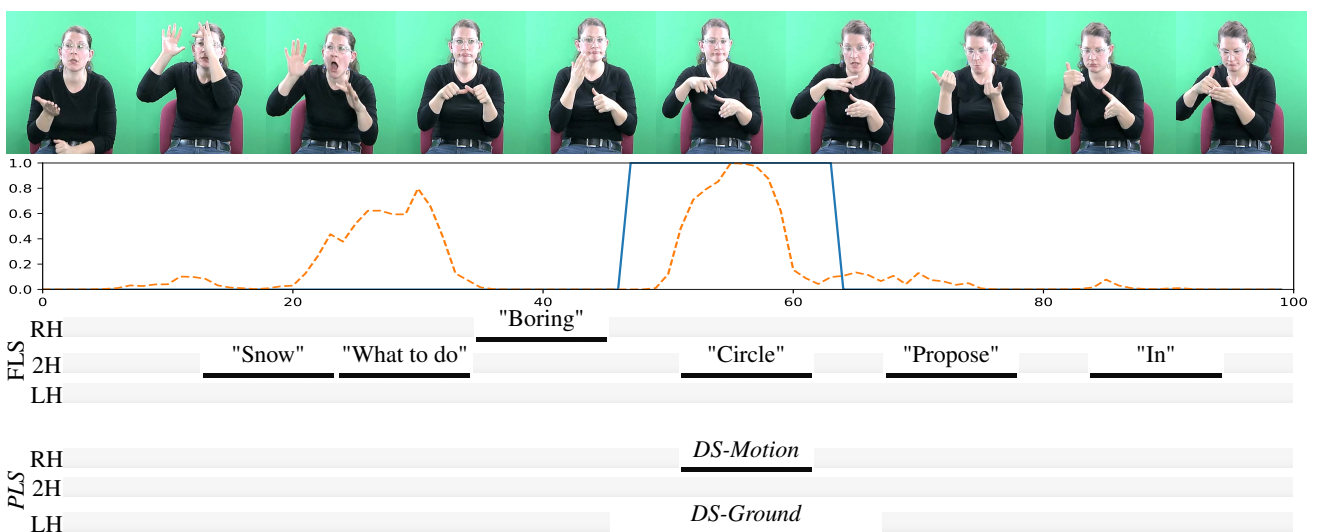 1.0
0.8
0.6
0.4
0.2
0.0
0 20 40 60 80 100
FLS
RH "Boring"
2H "Snow" "What to do" "Circle" "Propose" "In"
LH
PLS
RH DS-Motion
2H
LH DS-Ground